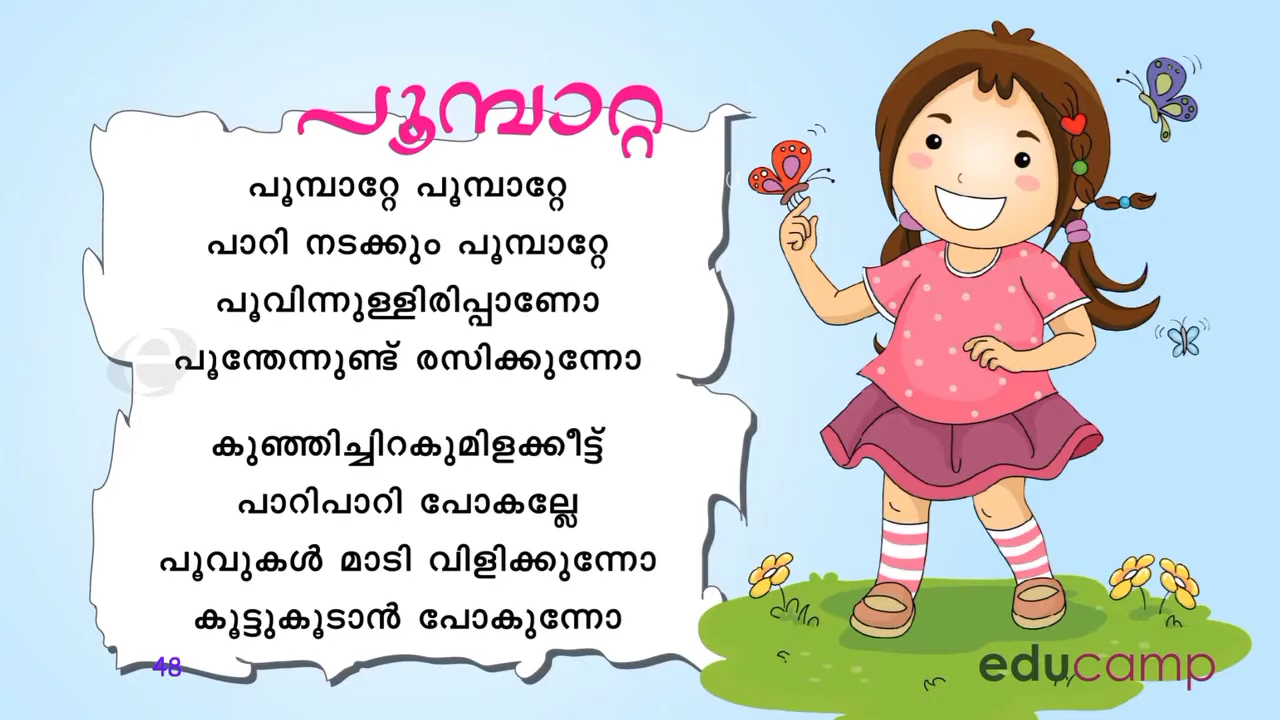 പൂമ്പാറ്റ
പൂമ്പാറ്റേ പൂമ്പാറ്റേ
പാറി നടക്കും പൂമ്പാറ്റേ
പൂവിന്നുള്ളിരിപ്പാണോ
പൂന്തേന്നുണ്ട് രസിക്കുന്നോ
കുഞ്ഞിച്ചിറകുമിളക്കീട്ട്
പാറിപാറി പോകല്ലേ
പൂവുകൾ മാടി വിളിക്കുന്നോ
കൂട്ടുകൂടാൻ പോകുന്നോ
48
educamp